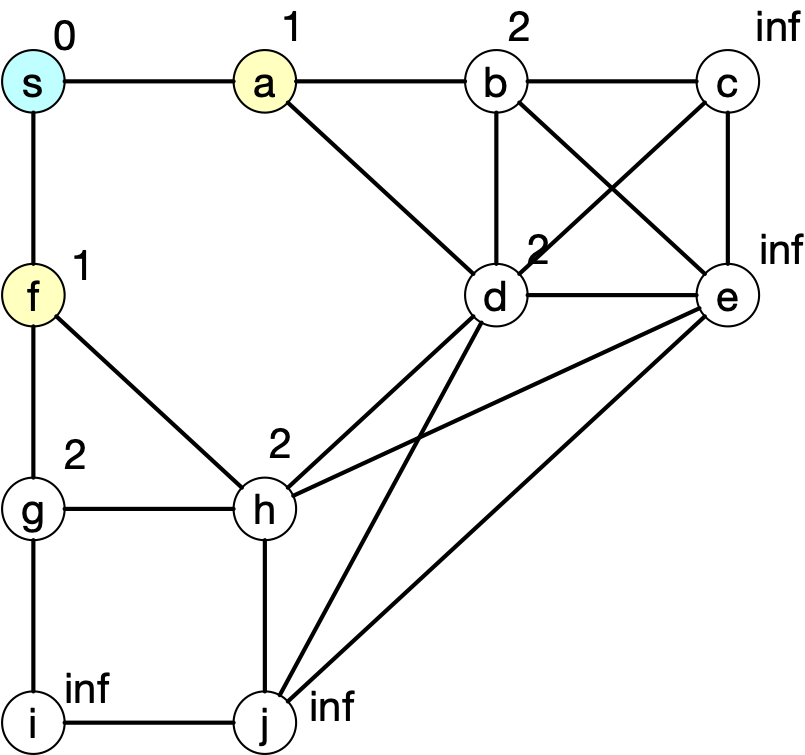 0 1 2 inf
s a b c
1 2 inf
f d e
2 2
g h
inf inf
i j